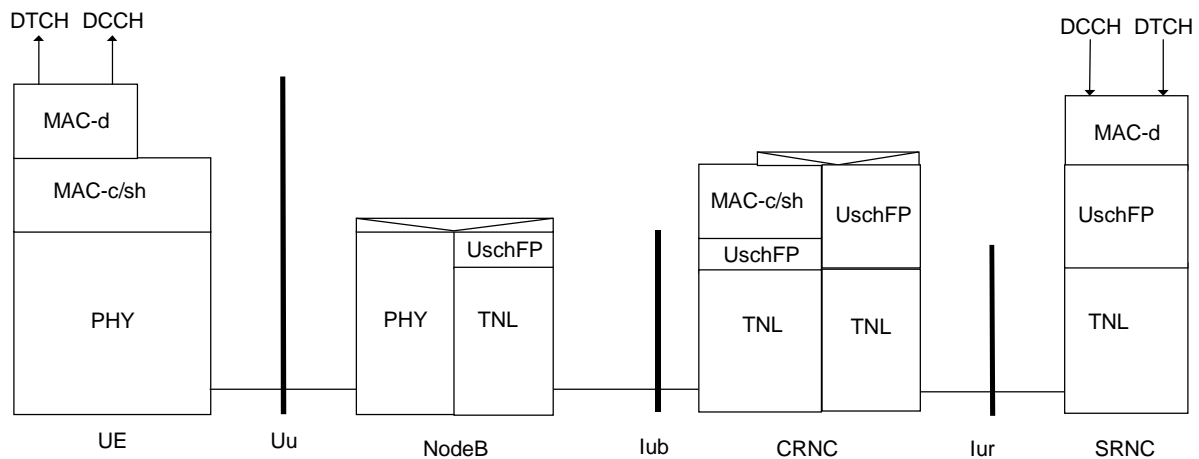 DTCH DCCH
DCCH DTCH
MAC-d
MAC-d
MAC-c/sh
MAC-c/sh
UschFP
UschFP
UschFP
UschFP
PHY
PHY
TNL
TNL
TNL
TNL
UE
Uu
NodeB
Iub
CRNC
Iur
SRNC